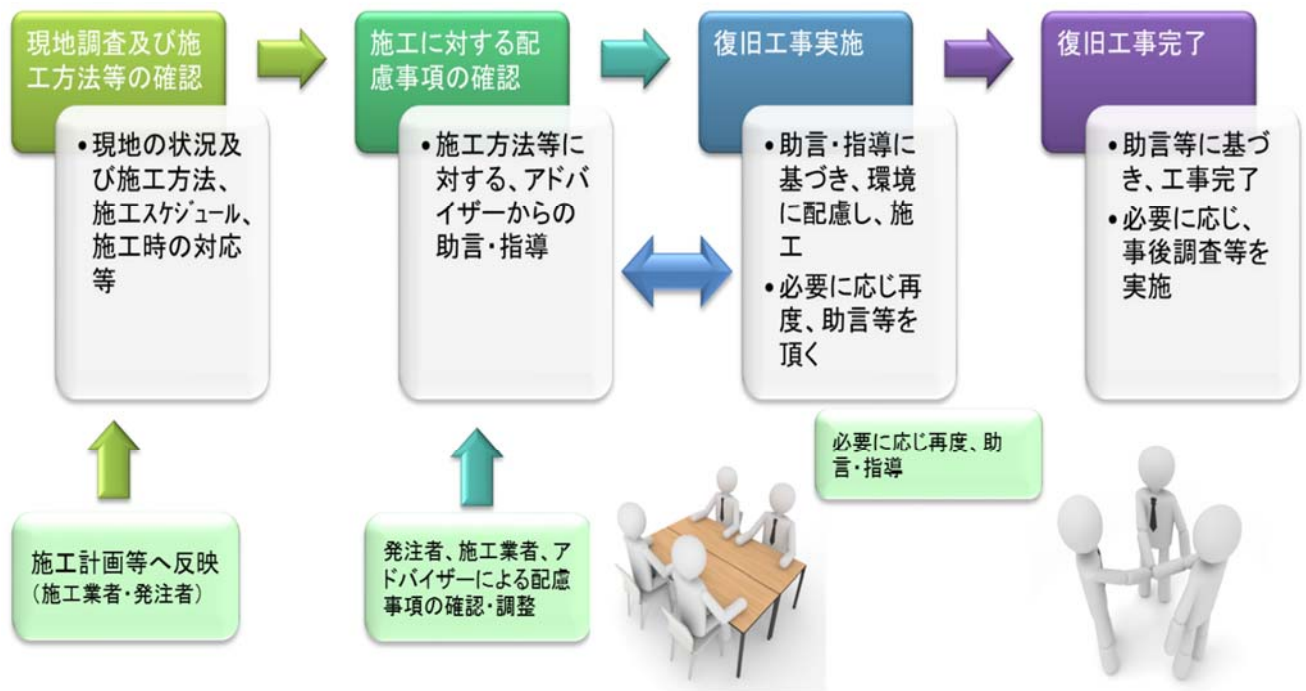 現地調査及び施
工方法等の確認
・現地の状況及
び施工方法、
施工スケジュール、
施工時の対応
等
施工に対する配
慮事項の確認
・施工方法等に
対する、アドバ
イザーからの
助言・指導
復旧工事実施
・助言・指導に
基づき、環境
に配慮し、施
工
・必要に応じ再
度、助言等を
頂く
復旧工事完了
・助言等に基づ
き、工事完了
・必要に応じ、
事後調査等を
実施
施工計画等へ反映
(施工業者・発注者)
発注者、施工業者、ア
ドバイザーによる配慮
事項の確認・調整
必要に応じ再度、助
言・指導